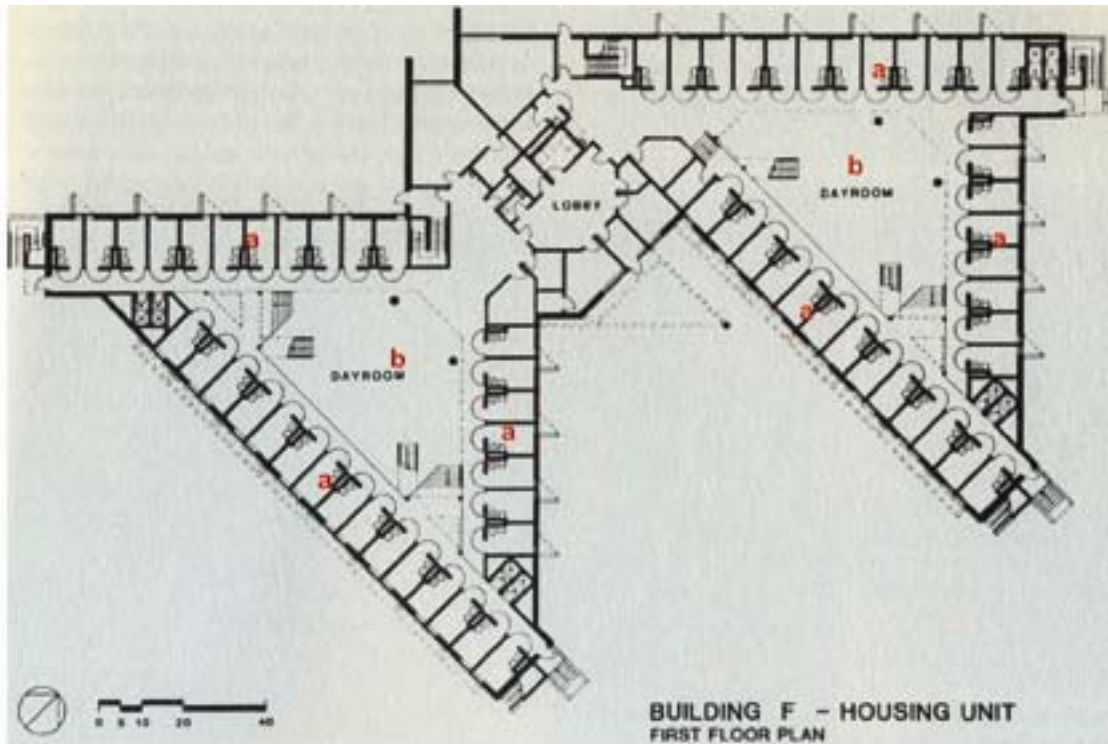 a
b
DAYROOM
LOBBY
a
a
a
b
DAYROOM
a
a
0 5 10 20 40
BUILDING F - HOUSING UNIT
FIRST FLOOR PLAN